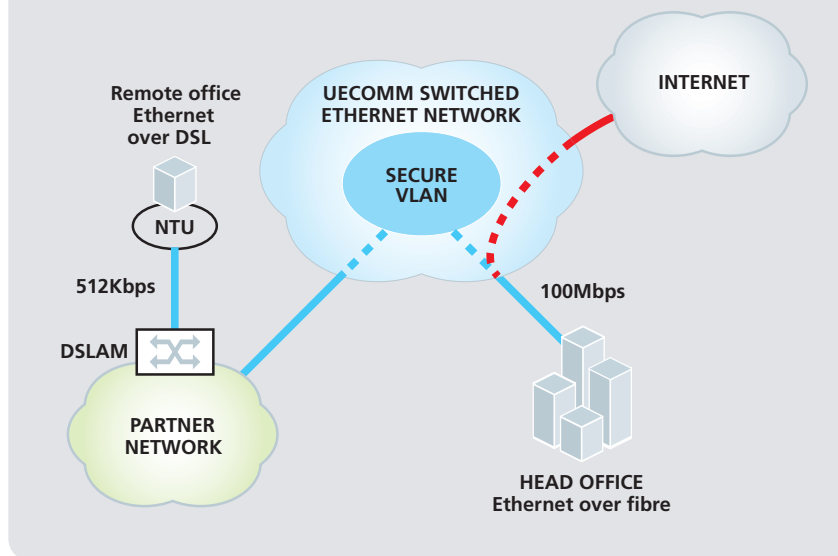 Remote office
Ethernet
over DSL
NTU
512Kbps
DSLAM
PARTNER
NETWORK
UECOMM SWITCHED
ETHERNET NETWORK
SECURE
VLAN
INTERNET
100Mbps
HEAD OFFICE
Ethernet over fibre